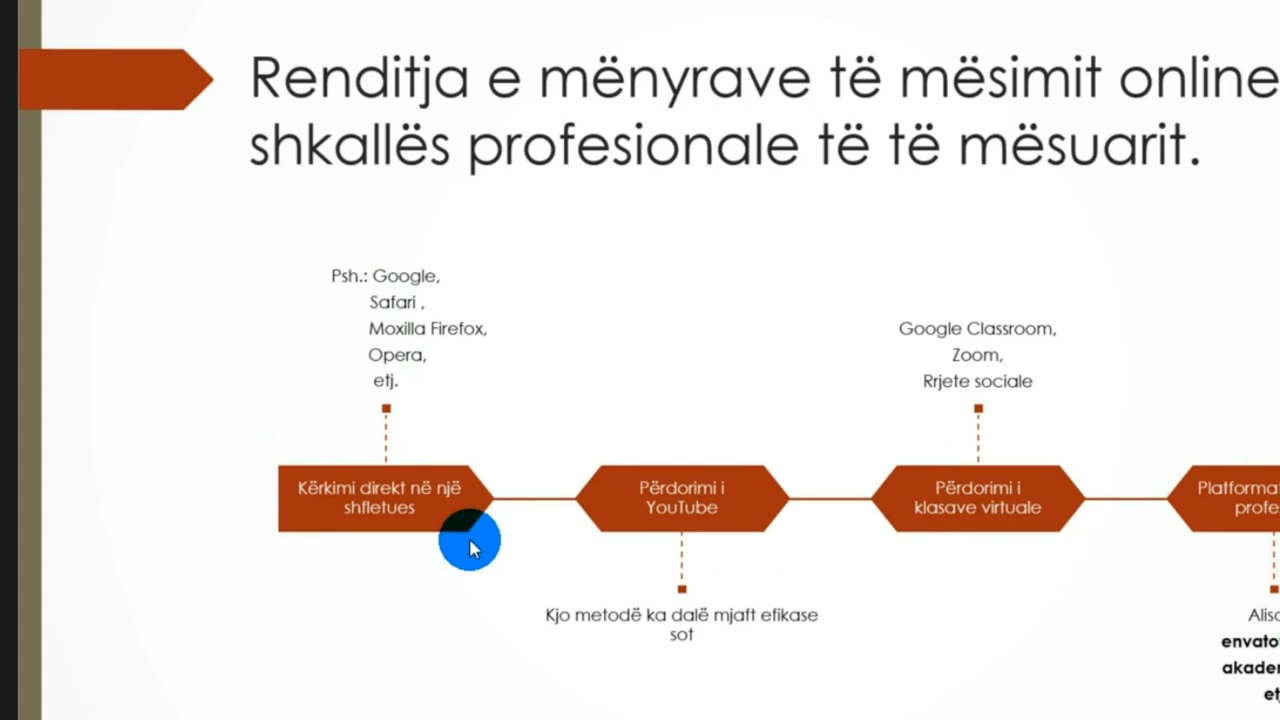 Renditja e mënyrave të mësimit online
shkallës profesionale të të mësuarit.
Psh.: Google,
Safari ,
Moxilla Firefox,
Opera,
etj.
Google Classroom,
Zoom,
Rrjete sociale
Kërkimi direkt në një
shfletues
Përdorimi i
YouTube
Përdorimi i
klasave virtuale
Kjo metodë ka dalë mjaft efikase
sot